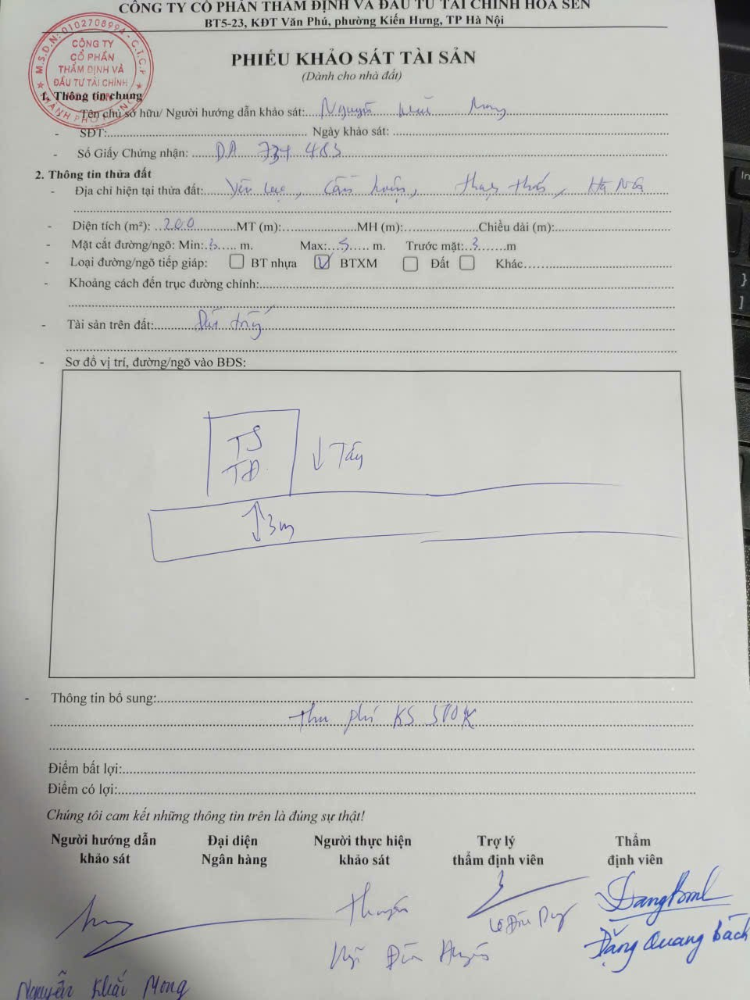 CÔNG TY CỔ PHẦN THẨM ĐỊNH VÀ ĐẦU TƯ TÀI CHÍNH HOA SEN
BT5-23, KĐT Văn Phú, phường Kiến Hưng, TP Hà Nội
M.S.D.N: 0102708994 - C.T.C.P
CÔNG TY
CỔ PHẦN
THẨM ĐỊNH VÀ
ĐẦU TƯ TÀI CHÍNH
PHIẾU KHẢO SÁT TÀI SẢN
(Dành cho nhà đất)
1. Thông tin chung
- Tên chủ sở hữu/ Người hướng dẫn khảo sát: Nguyễn Khắc Mong
- SĐT: Ngày khảo sát:
- Số Giấy Chứng nhận: DA 734 483
2. Thông tin thửa đất
- Địa chỉ hiện tại thửa đất: Yên Lạc, Cần Kiệm, Thạch Thất, Hà Nội
- Diện tích (m²): 200 MT (m): MH (m): Chiều dài (m):
- Mặt cắt đường/ngõ: Min: 3 m. Max: 5 m. Trước mặt: 3 m
- Loại đường/ngõ tiếp giáp: BT nhựa V BTXM Đất Khác
- Khoảng cách đến trục đường chính:
- Tài sản trên đất: Đất trống
- Sơ đồ vị trí, đường/ngõ vào BĐS:
TS
TĐ
↓ Tây
3m
- Thông tin bổ sung:
Thu phí KS 500K
Điểm bất lợi:
Điểm có lợi:
Chúng tôi cam kết những thông tin trên là đúng sự thật!
Người hướng dẫn khảo sát
Đại diện Ngân hàng
Người thực hiện khảo sát
Trợ lý thẩm định viên
Thẩm định viên
Đặng Quang Bách
Nguyễn Khắc Mong